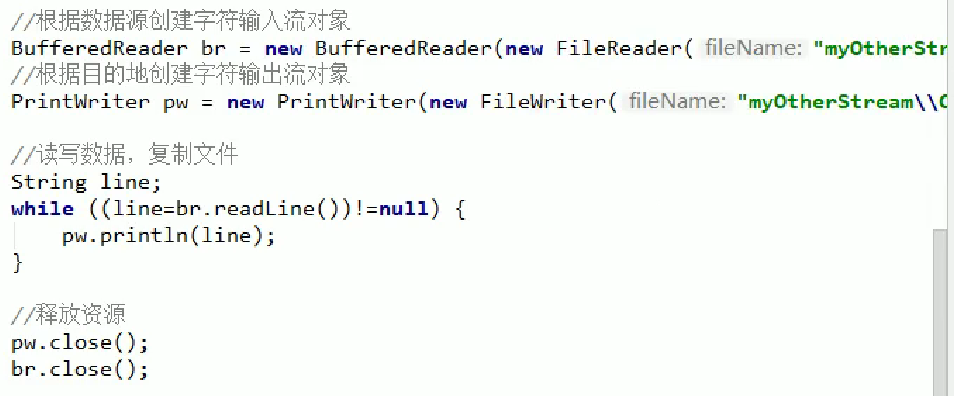 //根据数据源创建字符输入流对象
BufferedReader br = new BufferedReader(new FileReader( fileName: "myOtherStr
//根据目的地创建字符输出流对象
PrintWriter pw = new PrintWriter(new FileWriter( fileName: "myOtherStream\\C
//读写数据，复制文件
String line;
while ((line=br.readLine())!=null) {
pw.println(line);
}
//释放资源
pw.close();
br.close();